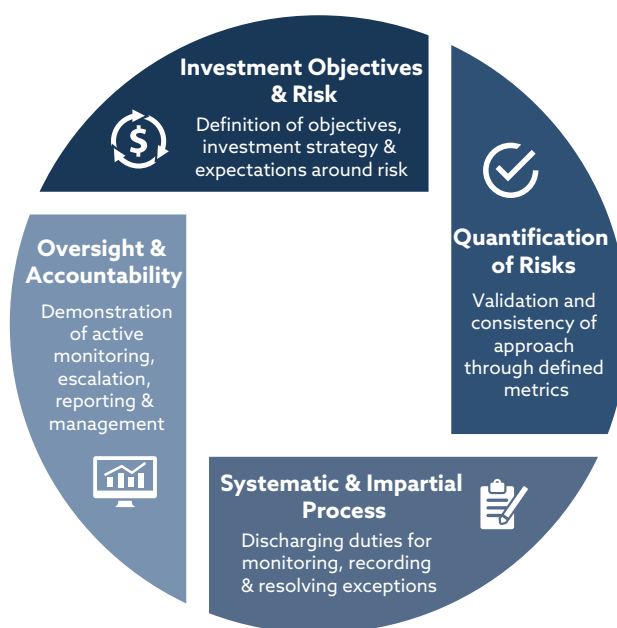 Investment Objectives
& Risk
Definition of objectives,
investment strategy &
expectations around risk
$
Quantification
of Risks
Validation and
consistency of
approach
through defined
metrics
Systematic & Impartial
Process
Discharging duties for
monitoring, recording
& resolving exceptions
Oversight &
Accountability
Demonstration
of active
monitoring,
escalation,
reporting &
management